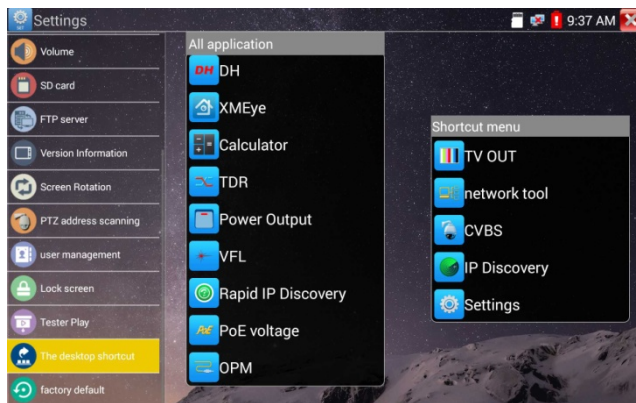 Settings
9:37 AM
Volume
SD card
FTP server
Version Information
Screen Rotation
PTZ address scanning
user management
Lock screen
Tester Play
The desktop shortcut
factory default
All application
DH DH
XMEye
Calculator
TDR
Power Output
VFL
Rapid IP Discovery
PoE PoE voltage
OPM
Shortcut menu
TV OUT
network tool
CVBS
IP Discovery
Settings